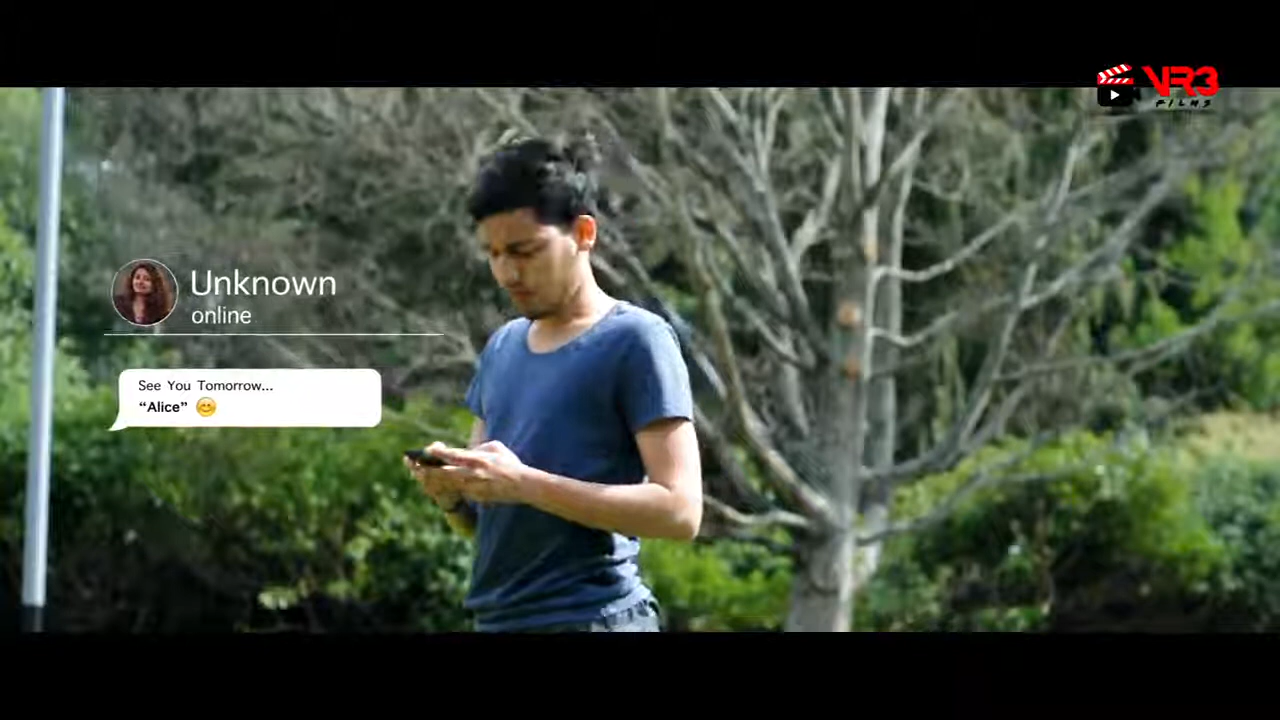 VR3
FILMS
Unknown
online
See You Tomorrow...
“Alice” 😊